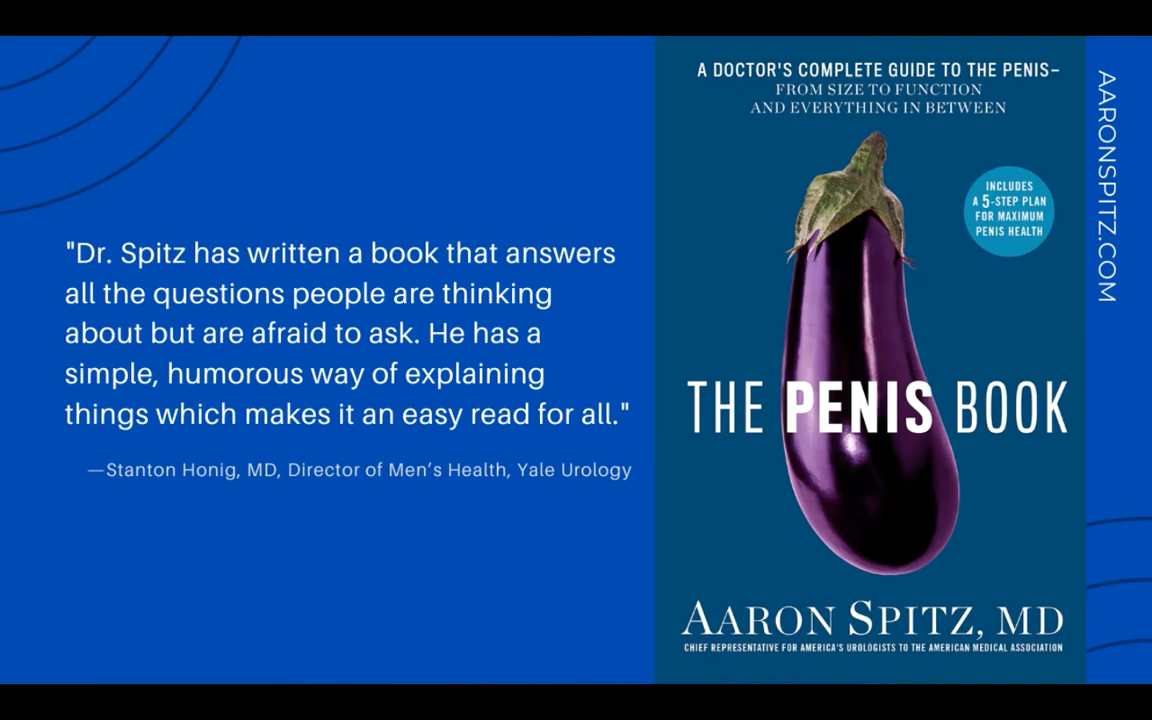 "Dr. Spitz has written a book that answers
all the questions people are thinking
about but are afraid to ask. He has a
simple, humorous way of explaining
things which makes it an easy read for all."
—Stanton Honig, MD, Director of Men’s Health, Yale Urology
A DOCTOR'S COMPLETE GUIDE TO THE PENIS–
FROM SIZE TO FUNCTION
AND EVERYTHING IN BETWEEN
INCLUDES
A 5-STEP PLAN
FOR MAXIMUM
PENIS HEALTH
THE PENIS BOOK
AARON SPITZ, MD
CHIEF REPRESENTATIVE FOR AMERICA'S UROLOGISTS TO THE AMERICAN MEDICAL ASSOCIATION
AARONSPITZ.COM